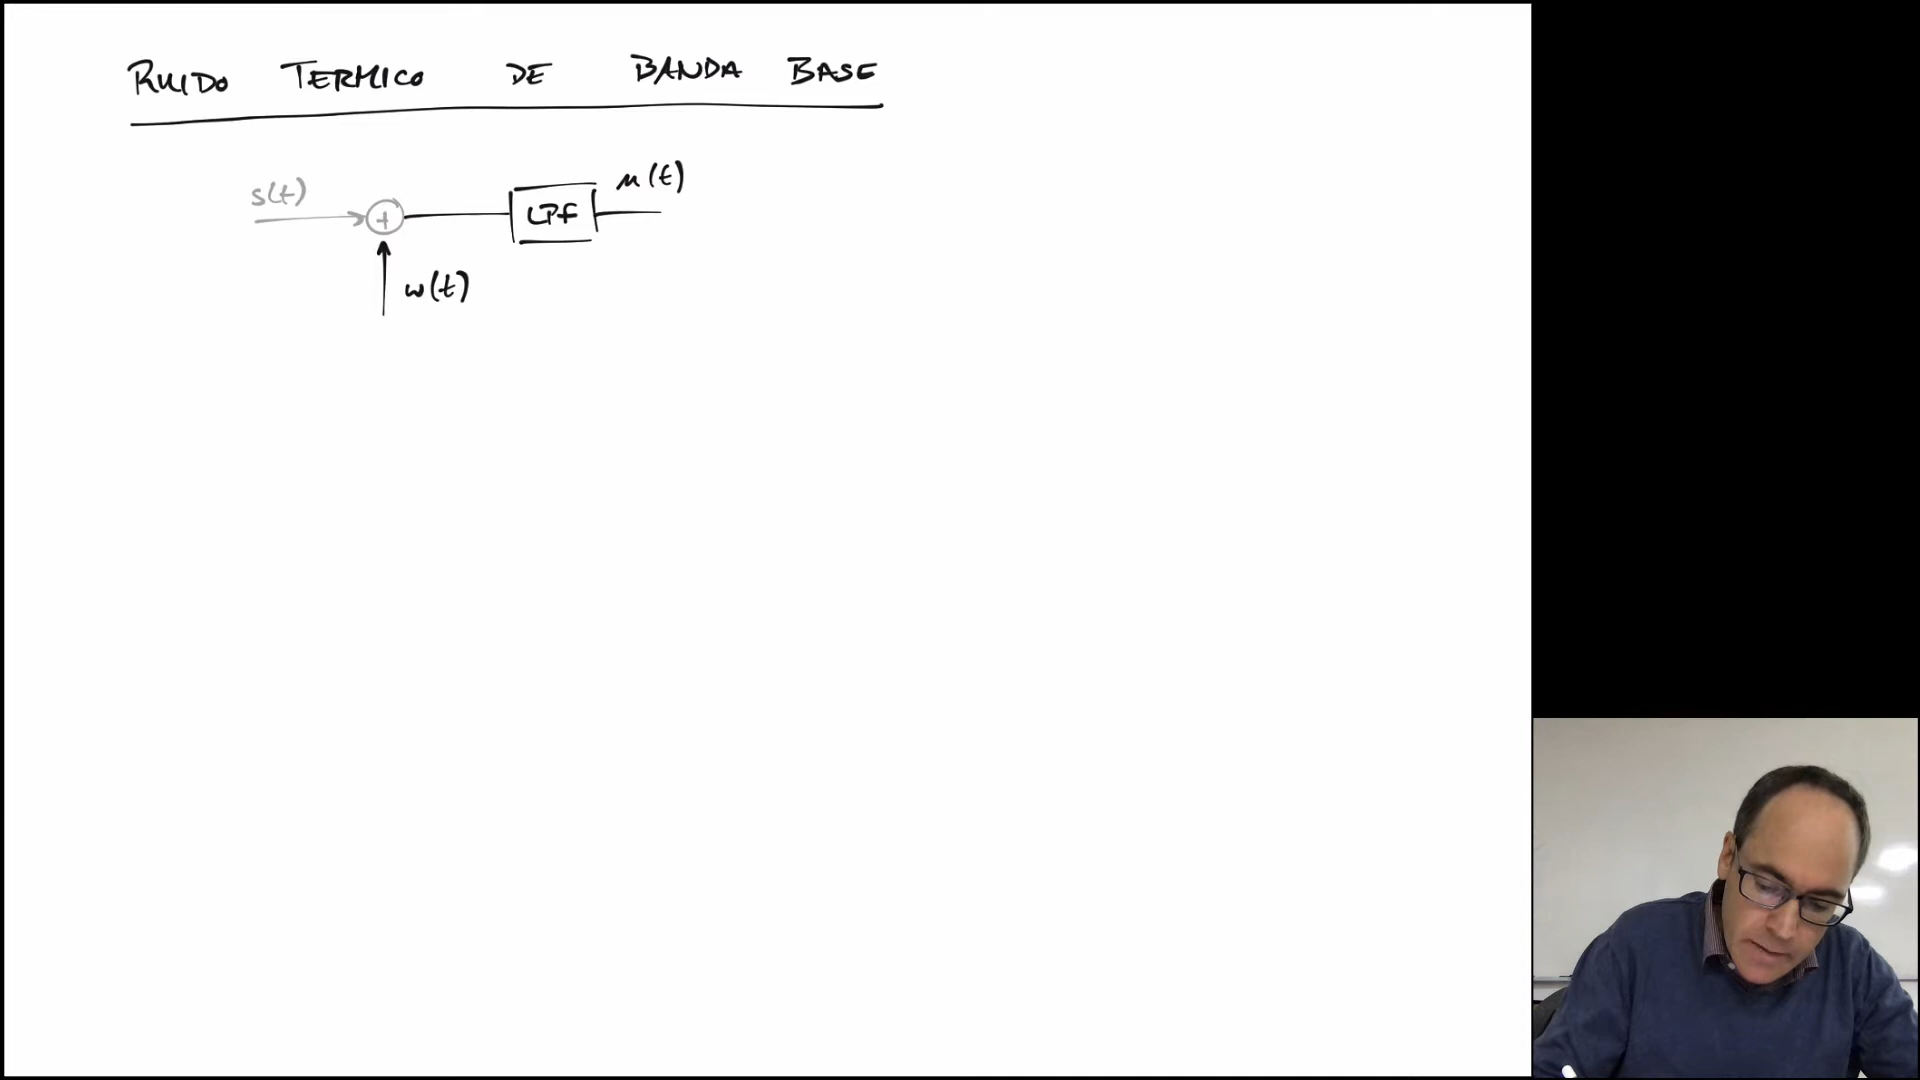 RUIDO TERMICO DE BANDA BASE
s(t) + LPF n(t)
w(t)